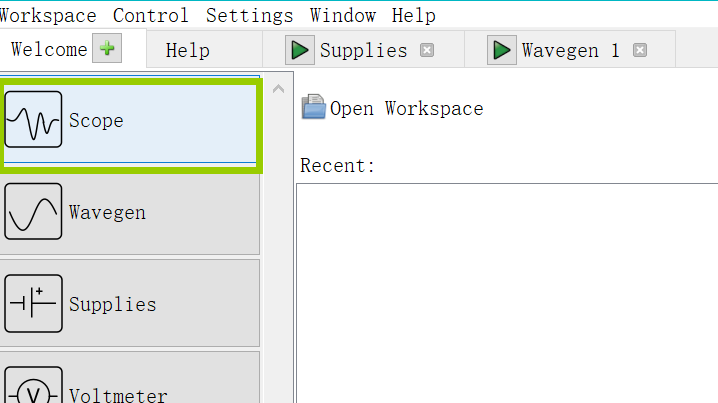 Workspace Control Settings Window Help
Welcome Help Supplies Wavegen 1
Scope
Open Workspace
Recent:
Wavegen
Supplies
Voltmeter